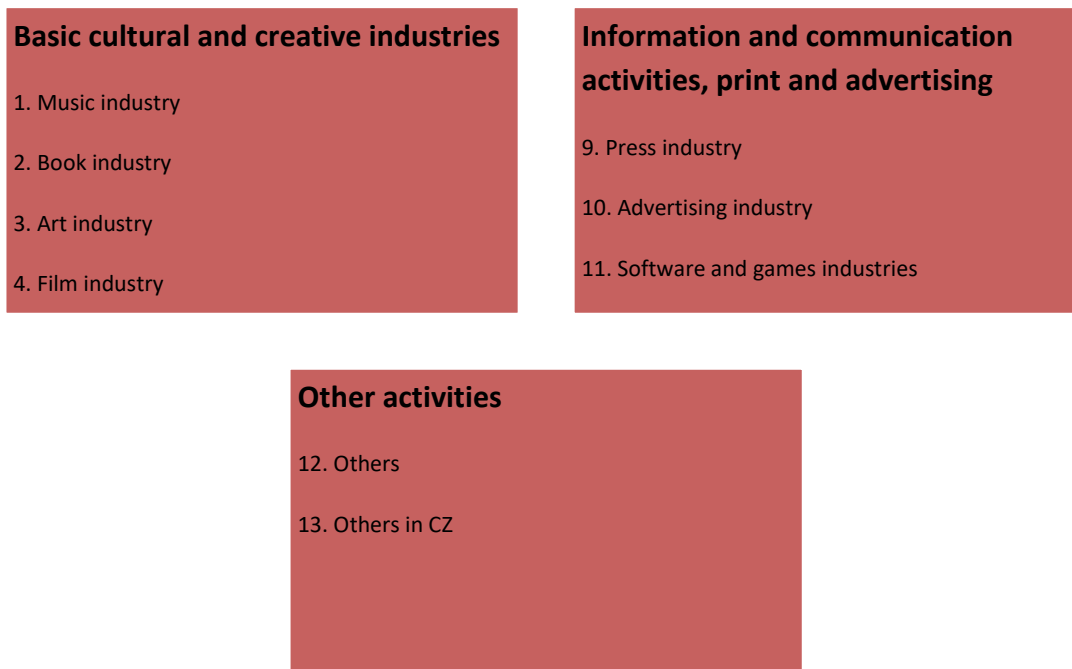 Basic cultural and creative industries
1. Music industry
2. Book industry
3. Art industry
4. Film industry
Information and communication
activities, print and advertising
9. Press industry
10. Advertising industry
11. Software and games industries
Other activities
12. Others
13. Others in CZ